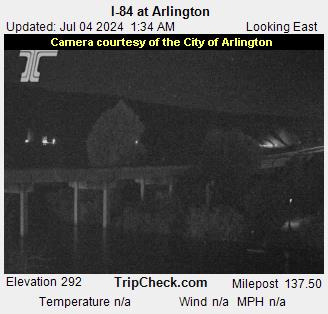 I-84 at Arlington
Updated: Jul 04 2024 1:34 AM Looking East
Camera courtesy of the City of Arlington
Elevation 292 TripCheck.com Milepost 137.50
Temperature n/a Wind n/a MPH n/a